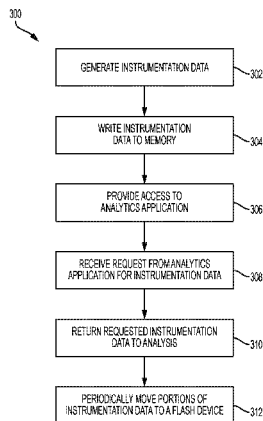 300
GENERATE INSTRUMENTATION DATA
302
WRITE INSTRUMENTATION
DATA TO MEMORY
304
PROVIDE ACCESS TO
ANALYTICS APPLICATION
306
RECEIVE REQUEST FROM ANALYTICS
APPLICATION FOR INSTRUMENTATION DATA
308
RETURN REQUESTED INSTRUMENTATION
DATA TO ANALYSIS
310
PERIODICALLY MOVE PORTIONS OF
INSTRUMENTATION DATA TO A FLASH DEVICE
312